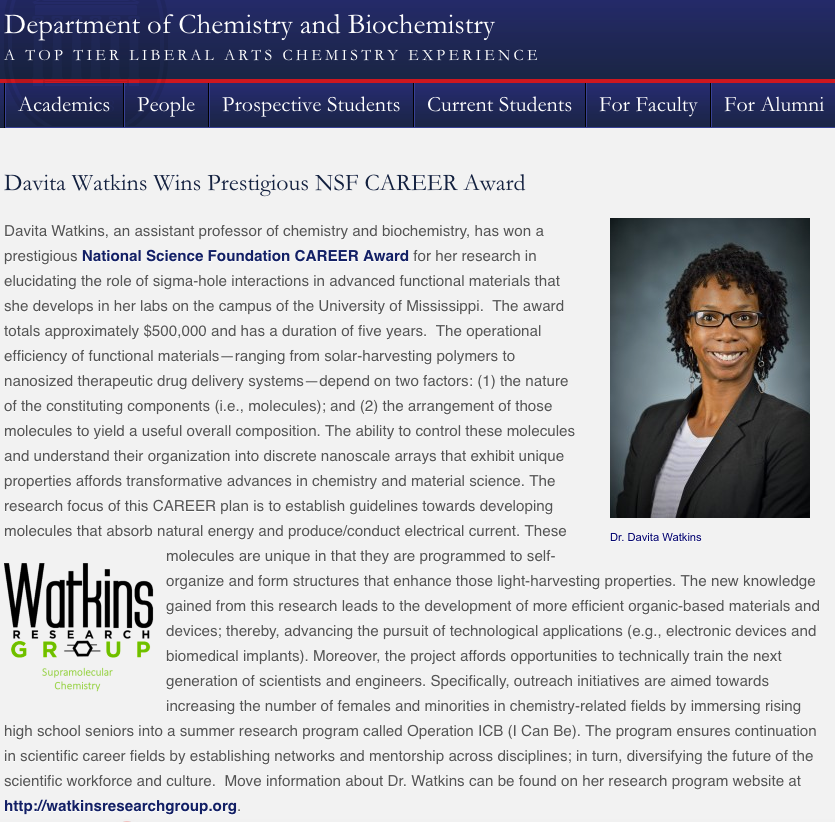 Department of Chemistry and Biochemistry
A TOP TIER LIBERAL ARTS CHEMISTRY EXPERIENCE
Academics People Prospective Students Current Students For Faculty For Alumni
Davita Watkins Wins Prestigious NSF CAREER Award
Davita Watkins, an assistant professor of chemistry and biochemistry, has won a
prestigious National Science Foundation CAREER Award for her research in
elucidating the role of sigma-hole interactions in advanced functional materials that
she develops in her labs on the campus of the University of Mississippi. The award
totals approximately $500,000 and has a duration of five years. The operational
efficiency of functional materials—ranging from solar-harvesting polymers to
nanosized therapeutic drug delivery systems—depend on two factors: (1) the nature
of the constituting components (i.e., molecules); and (2) the arrangement of those
molecules to yield a useful overall composition. The ability to control these molecules
and understand their organization into discrete nanoscale arrays that exhibit unique
properties affords transformative advances in chemistry and material science. The
research focus of this CAREER plan is to establish guidelines towards developing
molecules that absorb natural energy and produce/conduct electrical current. These
Dr. Davita Watkins
molecules are unique in that they are programmed to self-
organize and form structures that enhance those light-harvesting properties. The new knowledge
gained from this research leads to the development of more efficient organic-based materials and
devices; thereby, advancing the pursuit of technological applications (e.g., electronic devices and
biomedical implants). Moreover, the project affords opportunities to technically train the next
generation of scientists and engineers. Specifically, outreach initiatives are aimed towards
increasing the number of females and minorities in chemistry-related fields by immersing rising
Watkins
RESEARCH
GROUP
Supramolecular
Chemistry
high school seniors into a summer research program called Operation ICB (I Can Be). The program ensures continuation
in scientific career fields by establishing networks and mentorship across disciplines; in turn, diversifying the future of the
scientific workforce and culture. Move information about Dr. Watkins can be found on her research program website at
http://watkinsresearchgroup.org.